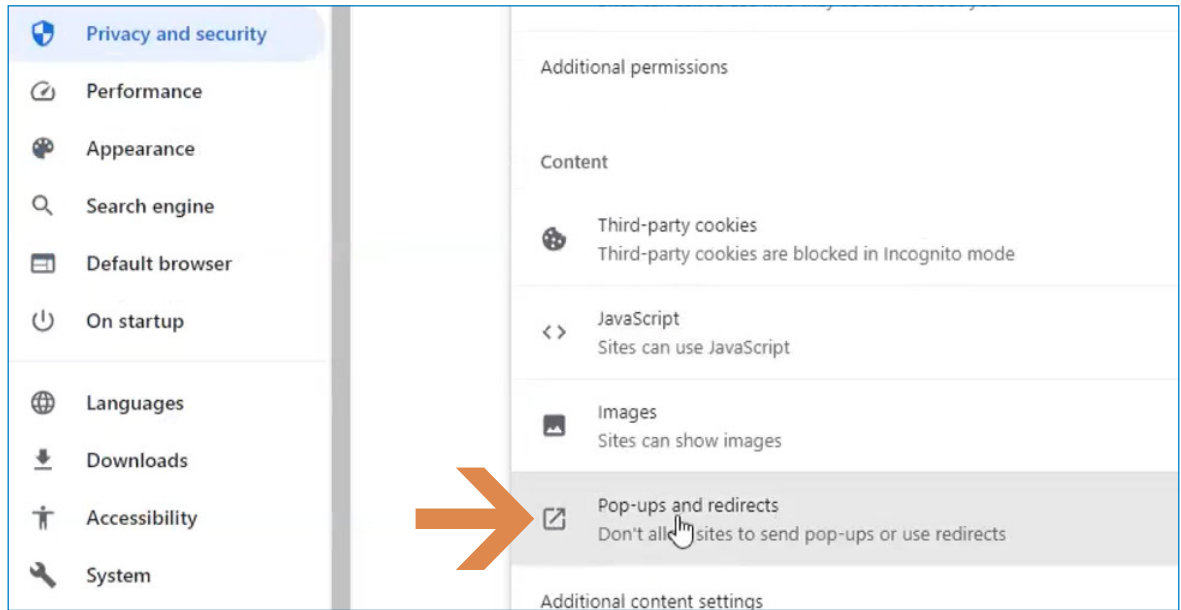 Privacy and security
Performance
Appearance
Search engine
Default browser
On startup
Languages
Downloads
Accessibility
System
Additional permissions
Content
Third-party cookies
Third-party cookies are blocked in Incognito mode
JavaScript
Sites can use JavaScript
Images
Sites can show images
Pop-ups and redirects
Don't allow sites to send pop-ups or use redirects
Additional content settings